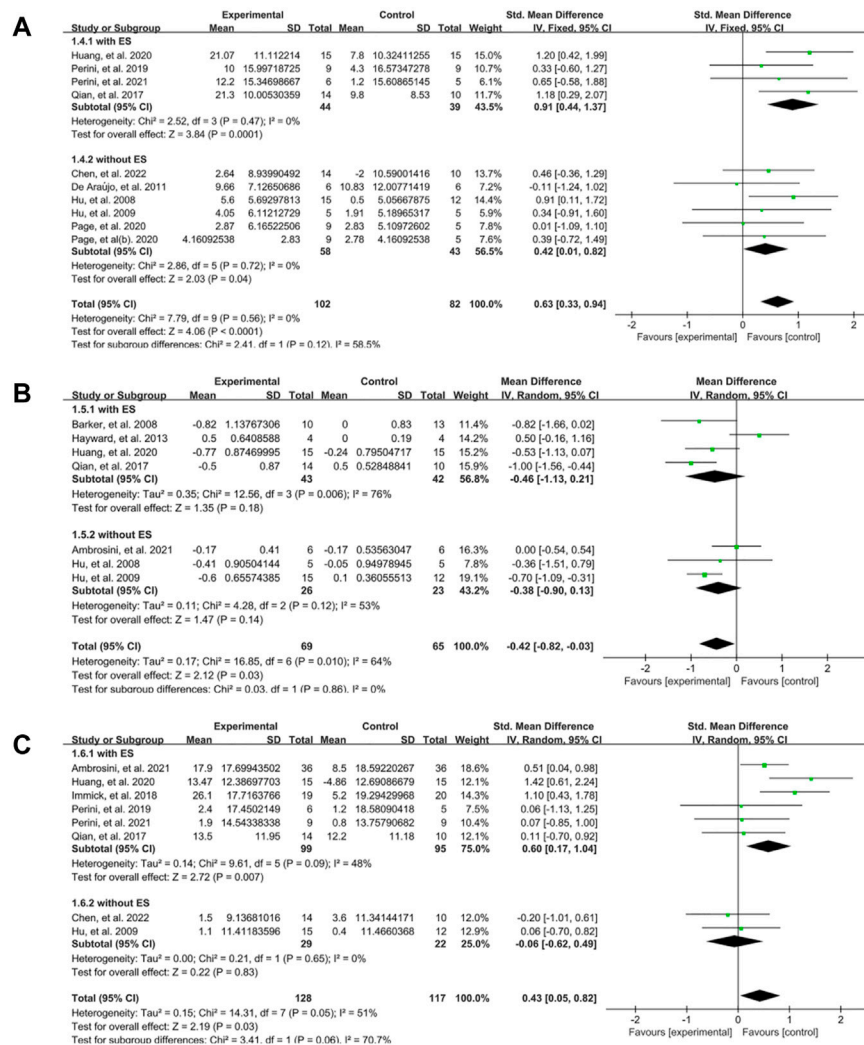 A
Experimental Control Std. Mean Difference Std. Mean Difference
Study or Subgroup Mean SD Total Mean SD Total Weight IV, Fixed, 95% CI IV, Fixed, 95% CI
1.4.1 with ES
Huang, et al. 2020 21.07 11.112214 15 7.8 10.32411255 15 15.0% 1.20 [0.42, 1.99]
Perini, et al. 2019 10 15.99718725 9 4.3 16.57347278 9 10.7% 0.33 [-0.60, 1.27]
Perini, et al. 2021 12.2 15.34698667 6 1.2 15.60865145 5 6.1% 0.65 [-0.58, 1.88]
Qian, et al. 2017 21.3 10.00530359 14 9.8 8.53 10 11.7% 1.18 [0.29, 2.07]
Subtotal (95% CI) 44 39 43.5% 0.91 [0.44, 1.37]
Heterogeneity: Chi² = 2.52, df = 3 (P = 0.47); I² = 0%
Test for overall effect: Z = 3.84 (P = 0.0001)
1.4.2 without ES
Chen, et al. 2022 2.64 8.93990492 14 -2 10.59001416 10 13.7% 0.46 [-0.36, 1.29]
De Araújo, et al. 2011 9.66 7.12650686 6 10.83 12.00771419 6 7.2% -0.11 [-1.24, 1.02]
Hu, et al. 2008 5.6 5.69297813 15 0.5 5.05667875 12 14.4% 0.91 [0.11, 1.72]
Hu, et al. 2009 4.05 6.11212729 5 1.91 5.18965317 5 5.9% 0.34 [-0.91, 1.60]
Page, et al. 2020 2.87 6.16522506 9 2.83 5.10972602 5 7.7% 0.01 [-1.09, 1.10]
Page, et al(b). 2020 4.16092538 2.83 9 2.78 4.16092538 5 7.6% 0.39 [-0.72, 1.49]
Subtotal (95% CI) 58 43 56.5% 0.42 [0.01, 0.82]
Heterogeneity: Chi² = 2.86, df = 5 (P = 0.72); I² = 0%
Test for overall effect: Z = 2.03 (P = 0.04)
Total (95% CI) 102 82 100.0% 0.63 [0.33, 0.94]
Heterogeneity: Chi² = 7.79, df = 9 (P = 0.56); I² = 0%
Test for overall effect: Z = 4.06 (P < 0.0001)
Test for subgroup differences: Chi² = 2.41, df = 1 (P = 0.12), I² = 58.5%
-2 -1 0 1 2
Favours [experimental] Favours [control]
B
Experimental Control Mean Difference Mean Difference
Study or Subgroup Mean SD Total Mean SD Total Weight IV, Random, 95% CI IV, Random, 95% CI
1.5.1 with ES
Barker, et al. 2008 -0.82 1.13767306 10 0 0.83 13 11.4% -0.82 [-1.66, 0.02]
Hayward, et al. 2013 0.5 0.6408588 4 0 0.19 4 14.2% 0.50 [-0.16, 1.16]
Huang, et al. 2020 -0.77 0.87469995 15 -0.24 0.79504717 15 15.2% -0.53 [-1.13, 0.07]
Qian, et al. 2017 -0.5 0.87 14 0.5 0.52848841 10 15.9% -1.00 [-1.56, -0.44]
Subtotal (95% CI) 43 42 56.8% -0.46 [-1.13, 0.21]
Heterogeneity: Tau² = 0.35; Chi² = 12.56, df = 3 (P = 0.006); I² = 76%
Test for overall effect: Z = 1.35 (P = 0.18)
1.5.2 without ES
Ambrosini, et al. 2021 -0.17 0.41 6 -0.17 0.53563047 6 16.3% 0.00 [-0.54, 0.54]
Hu, et al. 2008 -0.41 0.90504144 5 -0.05 0.94978945 5 7.8% -0.36 [-1.51, 0.79]
Hu, et al. 2009 -0.6 0.65574385 15 0.1 0.36055513 12 19.1% -0.70 [-1.09, -0.31]
Subtotal (95% CI) 26 23 43.2% -0.38 [-0.90, 0.13]
Heterogeneity: Tau² = 0.11; Chi² = 4.28, df = 2 (P = 0.12); I² = 53%
Test for overall effect: Z = 1.47 (P = 0.14)
Total (95% CI) 69 65 100.0% -0.42 [-0.82, -0.03]
Heterogeneity: Tau² = 0.17; Chi² = 16.85, df = 6 (P = 0.010); I² = 64%
Test for overall effect: Z = 2.12 (P = 0.03)
Test for subgroup differences: Chi² = 0.03, df = 1 (P = 0.86), I² = 0%
-2 -1 0 1 2
Favours [experimental] Favours [control]
C
Experimental Control Std. Mean Difference Std. Mean Difference
Study or Subgroup Mean SD Total Mean SD Total Weight IV, Random, 95% CI IV, Random, 95% CI
1.6.1 with ES
Ambrosini, et al. 2021 17.9 17.69943502 36 8.5 18.59220267 36 18.6% 0.51 [0.04, 0.98]
Huang, et al. 2020 13.47 12.38697703 15 -4.86 12.69086679 15 12.5% 1.42 [0.61, 2.24]
Immick, et al. 2018 26.1 17.7163766 19 5.2 19.29429968 20 14.3% 1.10 [0.43, 1.78]
Perini, et al. 2019 2.4 17.4502149 6 1.2 18.58090418 5 7.5% 0.06 [-1.13, 1.25]
Perini, et al. 2021 1.9 14.54338338 9 0.8 13.75790682 9 10.4% 0.07 [-0.85, 1.00]
Qian, et al. 2017 13.5 11.95 14 12.2 11.18 10 12.1% 0.11 [-0.70, 0.92]
Subtotal (95% CI) 99 95 75.0% 0.60 [0.17, 1.04]
Heterogeneity: Tau² = 0.14; Chi² = 9.61, df = 5 (P = 0.09); I² = 48%
Test for overall effect: Z = 2.72 (P = 0.007)
1.6.2 without ES
Chen, et al. 2022 1.5 9.13681016 14 3.6 11.34144171 10 12.0% -0.20 [-1.01, 0.61]
Hu, et al. 2009 1.1 11.41183596 15 0.4 11.4660368 12 12.9% 0.06 [-0.70, 0.82]
Subtotal (95% CI) 29 22 25.0% -0.06 [-0.62, 0.49]
Heterogeneity: Tau² = 0.00; Chi² = 0.21, df = 1 (P = 0.65); I² = 0%
Test for overall effect: Z = 0.22 (P = 0.83)
Total (95% CI) 128 117 100.0% 0.43 [0.05, 0.82]
Heterogeneity: Tau² = 0.15; Chi² = 14.31, df = 7 (P = 0.05); I² = 51%
Test for overall effect: Z = 2.19 (P = 0.03)
Test for subgroup differences: Chi² = 3.41, df = 1 (P = 0.06), I² = 70.7%
-1 0 1 2
Favours [experimental] Favours [control]